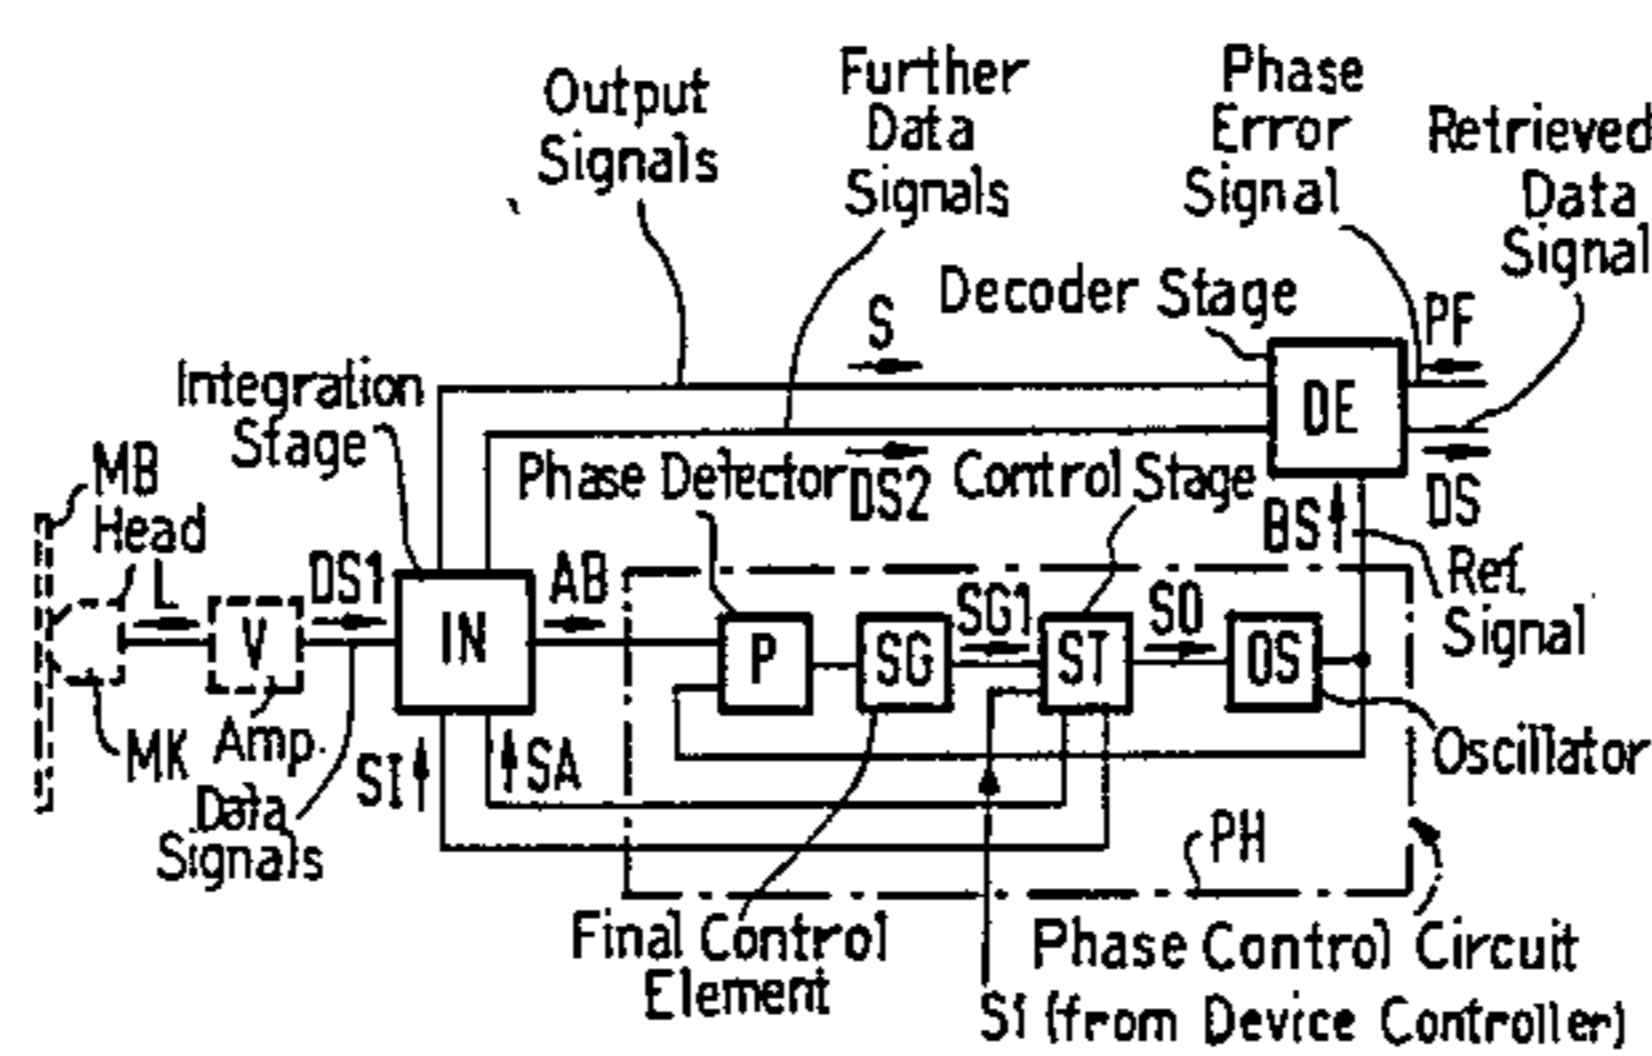 Output
Signals
Further
Data
Signals
Phase
Error
Signal
Retrieved
Data
Signal
S
Decoder Stage
PF
Integration
Stage
DE
MB
Head
Phase Detector
DS2
Control Stage
BS
DS
L
DS1
AB
Ref.
Signal
V
IN
P
SG
SG1
ST
SO
OS
MK
Amp.
SI
SA
Oscillator
Data
Signals
PH
Final Control
Element
Phase Control Circuit
S1 (from Device Controller)